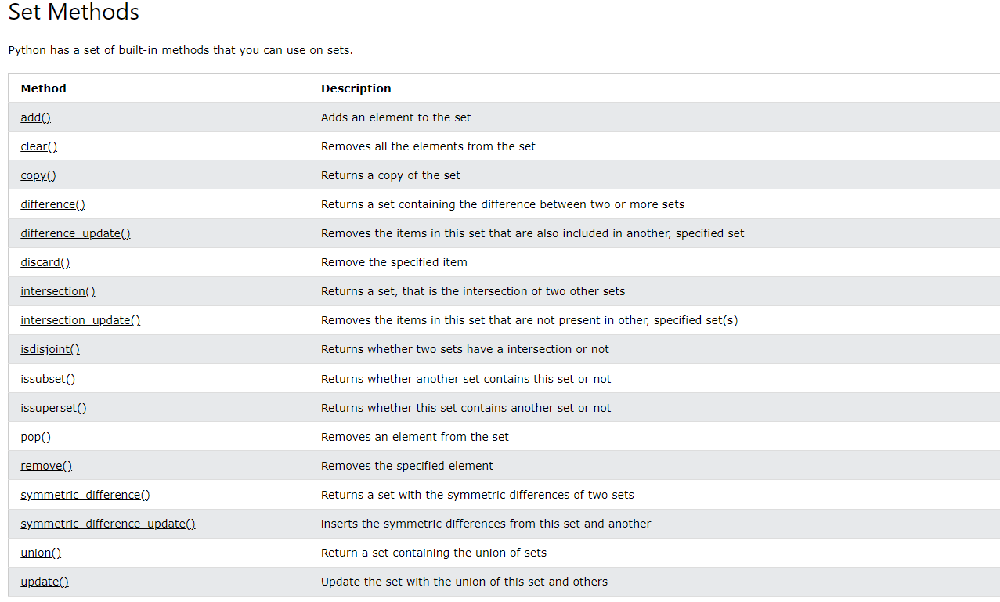 Set Methods
Python has a set of built-in methods that you can use on sets.
Method Description
add() Adds an element to the set
clear() Removes all the elements from the set
copy() Returns a copy of the set
difference() Returns a set containing the difference between two or more sets
difference_update() Removes the items in this set that are also included in another, specified set
discard() Remove the specified item
intersection() Returns a set, that is the intersection of two other sets
intersection_update() Removes the items in this set that are not present in other, specified set(s)
isdisjoint() Returns whether two sets have a intersection or not
issubset() Returns whether another set contains this set or not
issuperset() Returns whether this set contains another set or not
pop() Removes an element from the set
remove() Removes the specified element
symmetric_difference() Returns a set with the symmetric differences of two sets
symmetric_difference_update() inserts the symmetric differences from this set and another
union() Return a set containing the union of sets
update() Update the set with the union of this set and others